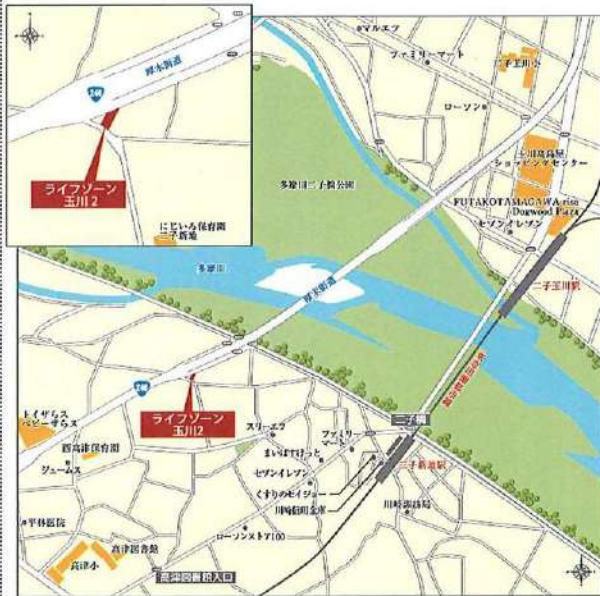 246
厚木街道
ライフゾーン
玉川2
にじいろ保育園
二子新地
マルエツ
ファミリーマート
二子玉川小
ローソン
玉川高島屋
ショッピングセンター
FUTAKOTAMAGAWA rise
Dogwood Plaza
セブンイレブン
二子玉川駅
多摩川二子橋公園
多摩川
厚木街道
246
ライフゾーン
玉川2
トイザらス
ベビーザらス
西高津保育園
ジェームス
スリーエフ
ファミリー
まいばすけっと
セブンイレブン
くすりのセイジョー
川崎信用金庫
二子橋
二子新地駅
川崎諏訪局
ローソンストア100
平林医院
高津図書館
高津小
高津図書館入口